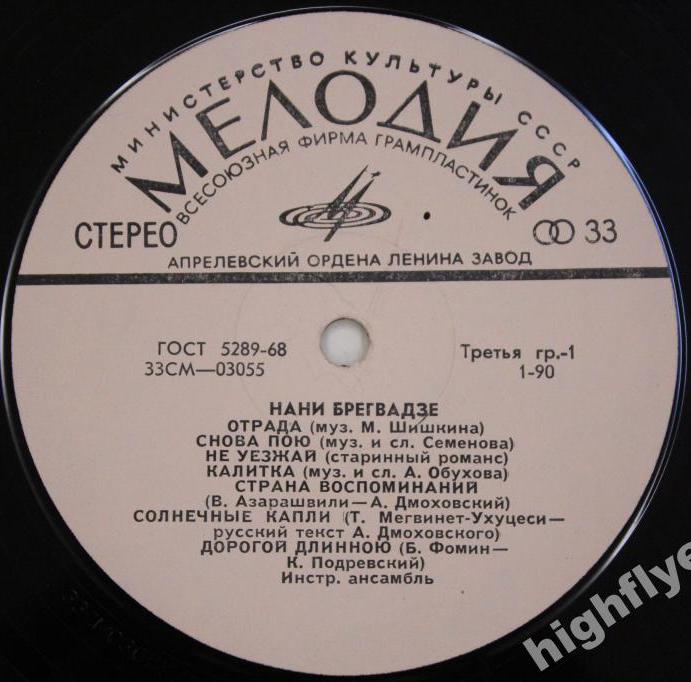 МИНИСТЕРСТВО КУЛЬТУРЫ СССР
МЕЛОДИЯ
ВСЕСОЮЗНАЯ ФИРМА ГРАМПЛАСТИНОК
СТЕРЕО
33
АПРЕЛЕВСКИЙ ОРДЕНА ЛЕНИНА ЗАВОД
ГОСТ 5289-68
Третья гр.-1
33СМ—03055
1-90
НАНИ БРЕГВАДЗЕ
ОТРАДА (муз. М. Шишкина)
СНОВА ПОЮ (муз. и сл. Семенова)
НЕ УЕЗЖАЙ (старинный романс)
КАЛИТКА (муз. и сл. А. Обухова)
СТРАНА ВОСПОМИНАНИЙ
(В. Азарашвили—А. Дмоховский)
СОЛНЕЧНЫЕ КАПЛИ (Т. Мегвинет-Ухуцеси—
русский текст А. Дмоховского)
ДОРОГОЙ ДЛИННОЮ (Б. Фомин—
К. Подревский)
Инстр. ансамбль
highflye